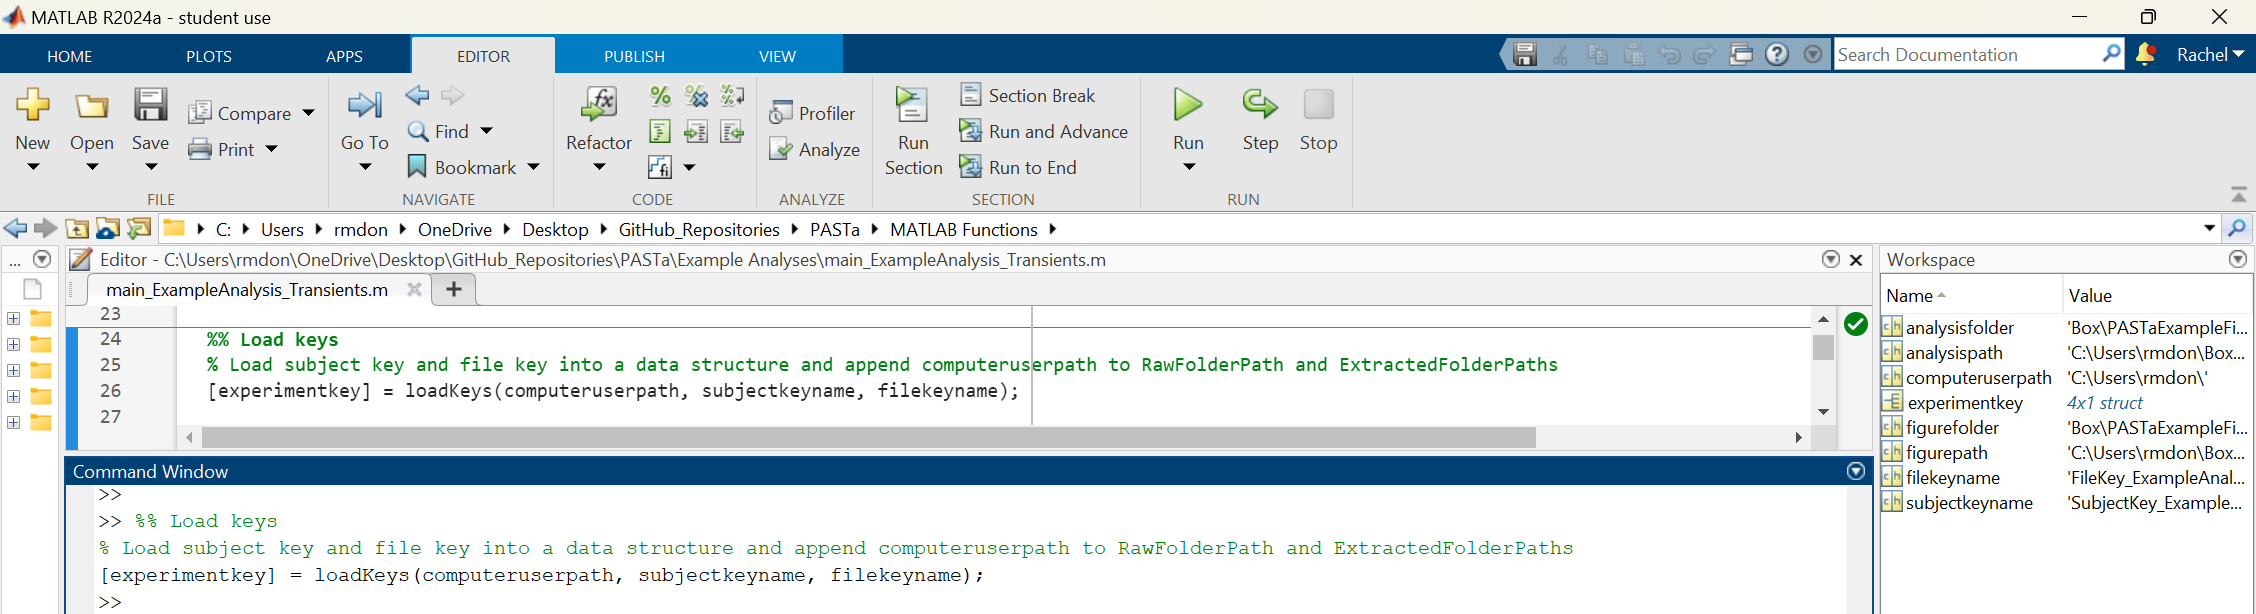 MATLAB R2024a - student use
HOME PLOTS APPS EDITOR PUBLISH VIEW
Search Documentation
Rachel
New
Open
Save
Compare
Print
FILE
Go To
Find
Bookmark
NAVIGATE
Refactor
CODE
Profiler
Analyze
ANALYZE
Run Section
Section Break
Run and Advance
Run to End
SECTION
Run
Step
Stop
RUN
C: Users rmdon OneDrive Desktop GitHub_Repositories PASTa MATLAB Functions
...
Editor - C:\Users\rmdon\OneDrive\Desktop\GitHub_Repositories\PASTa\Example Analyses\main_ExampleAnalysis_Transients.m
main_ExampleAnalysis_Transients.m
23
24 %% Load keys
25 % Load subject key and file key into a data structure and append computeruserpath to RawFolderPath and ExtractedFolderPaths
26 [experimentkey] = loadKeys(computeruserpath, subjectkeyname, filekeyname);
27
Command Window
>>
>> %% Load keys
% Load subject key and file key into a data structure and append computeruserpath to RawFolderPath and ExtractedFolderPaths
[experimentkey] = loadKeys(computeruserpath, subjectkeyname, filekeyname);
>>
Workspace
Name Value
analysisfolder 'Box\PASTaExampleFi...
analysispath 'C:\Users\rmdon\Box...
computeruserpath 'C:\Users\rmdon\'
experimentkey 4x1 struct
figurefolder 'Box\PASTaExampleFi...
figurepath 'C:\Users\rmdon\Box...
filekeyname 'FileKey_ExampleAnal...
subjectkeyname 'SubjectKey_Example...